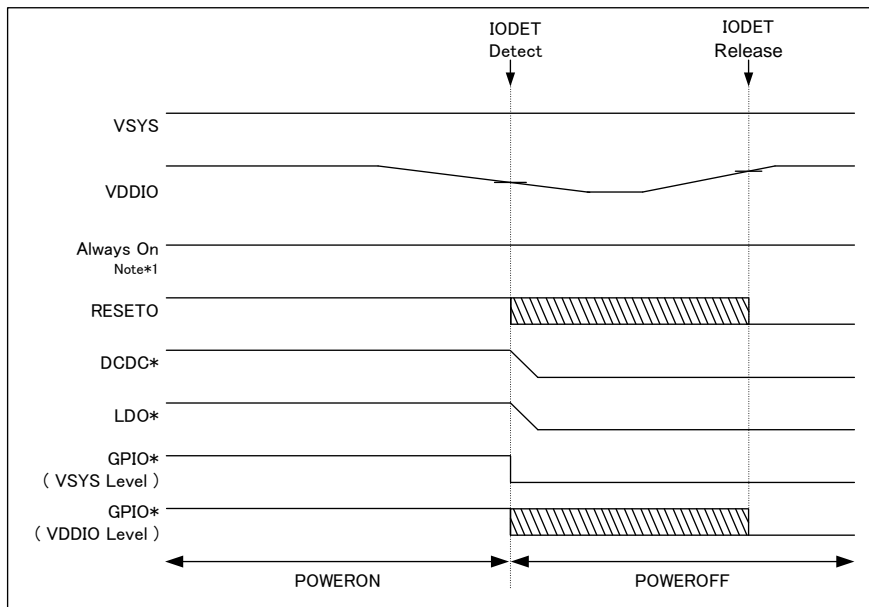 IODET
Detect
IODET
Release
VSYS
VDDIO
Always On
Note*1
RESETO
DCDC*
LDO*
GPIO*
( VSYS Level )
GPIO*
( VDDIO Level )
POWERON
POWEROFF